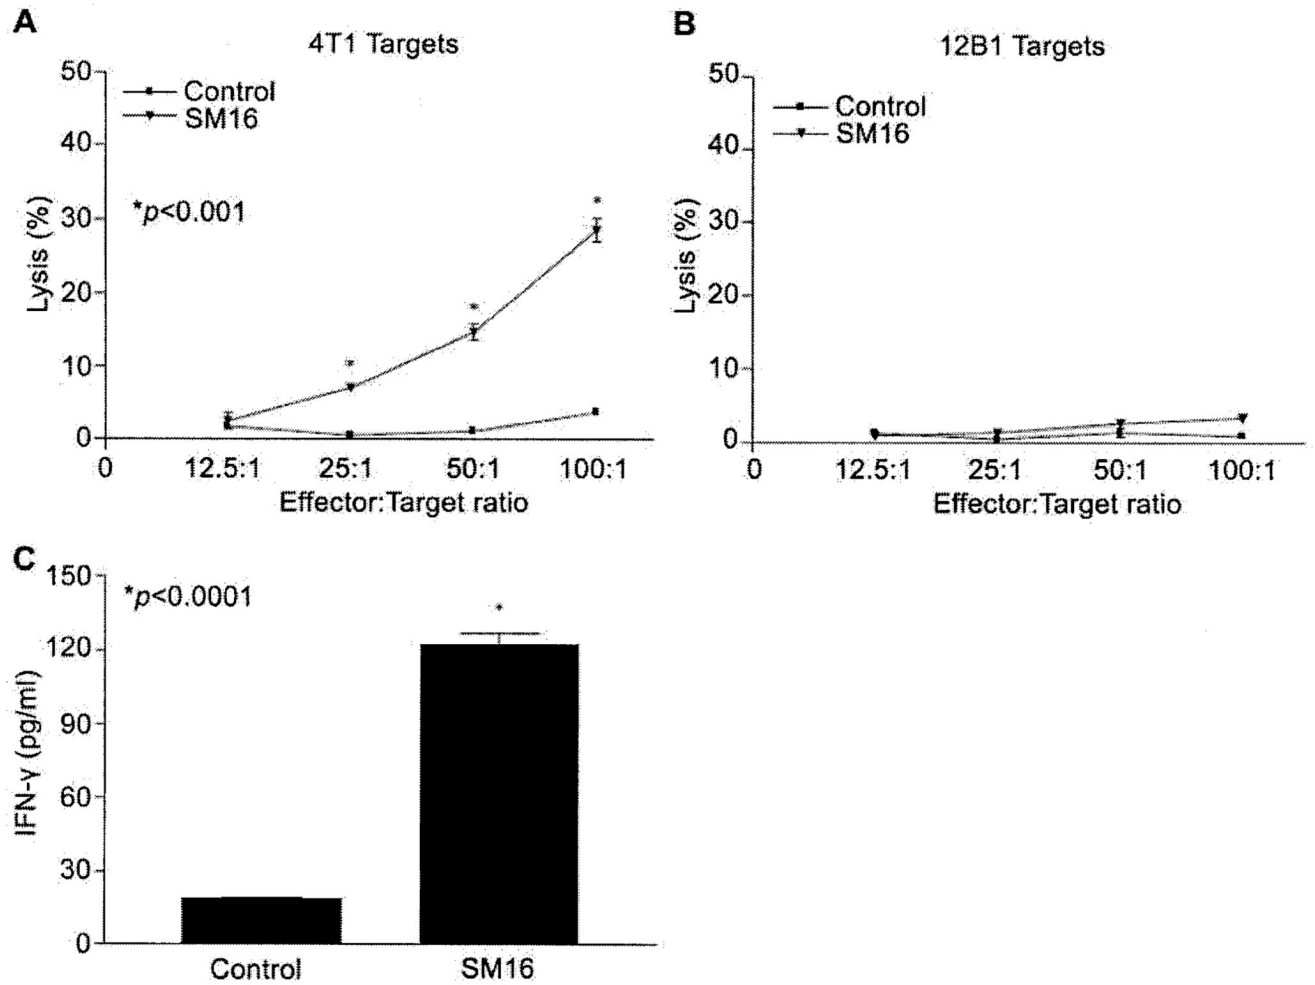 A
4T1 Targets
50
40
30
20
10
0
Lysis (%)
Control
SM16
*p<0.001
*
*
*
0 12.5:1 25:1 50:1 100:1
Effector:Target ratio
B
12B1 Targets
50
40
30
20
10
0
Lysis (%)
Control
SM16
0 12.5:1 25:1 50:1 100:1
Effector:Target ratio
C
150
120
90
60
30
0
IFN-γ (pg/ml)
*p<0.0001
*
Control SM16